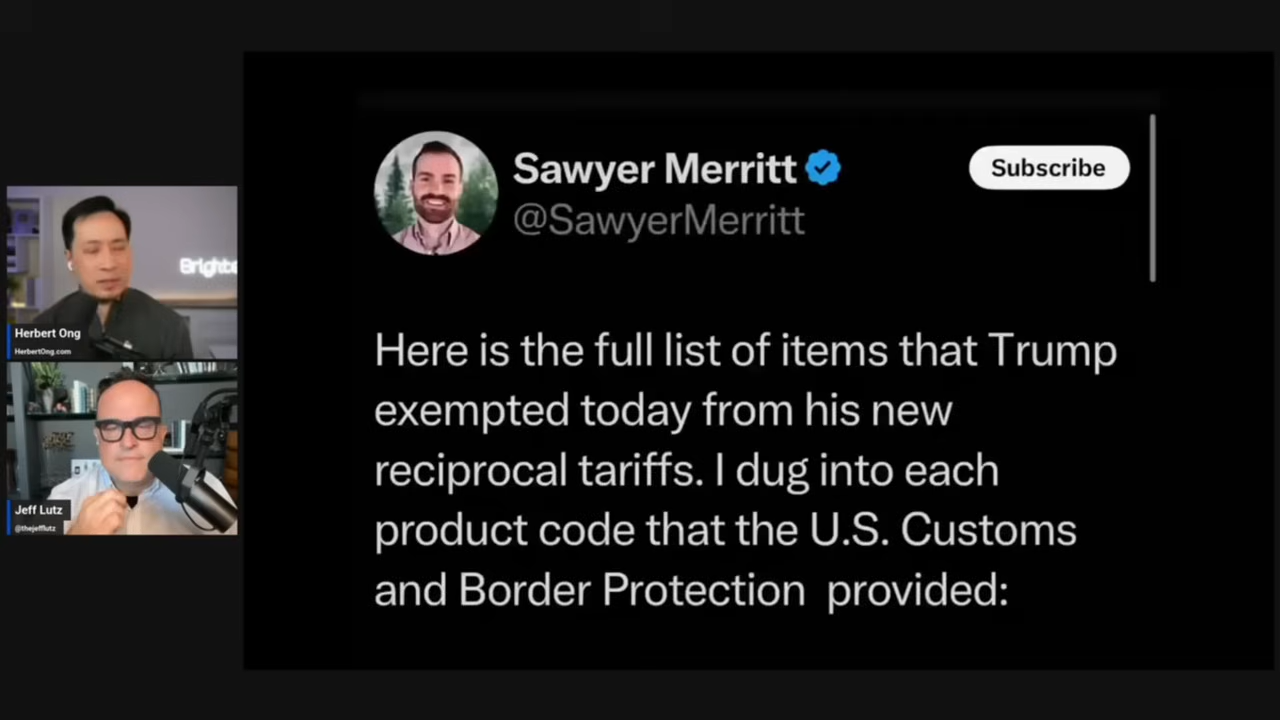 Sawyer Merritt
Subscribe
@SawyerMerritt
Here is the full list of items that Trump
exempted today from his new
reciprocal tariffs. I dug into each
product code that the U.S. Customs
and Border Protection provided:
Brighte
Herbert Ong
HerbertOng.com
Jeff Lutz
@thejefflutz